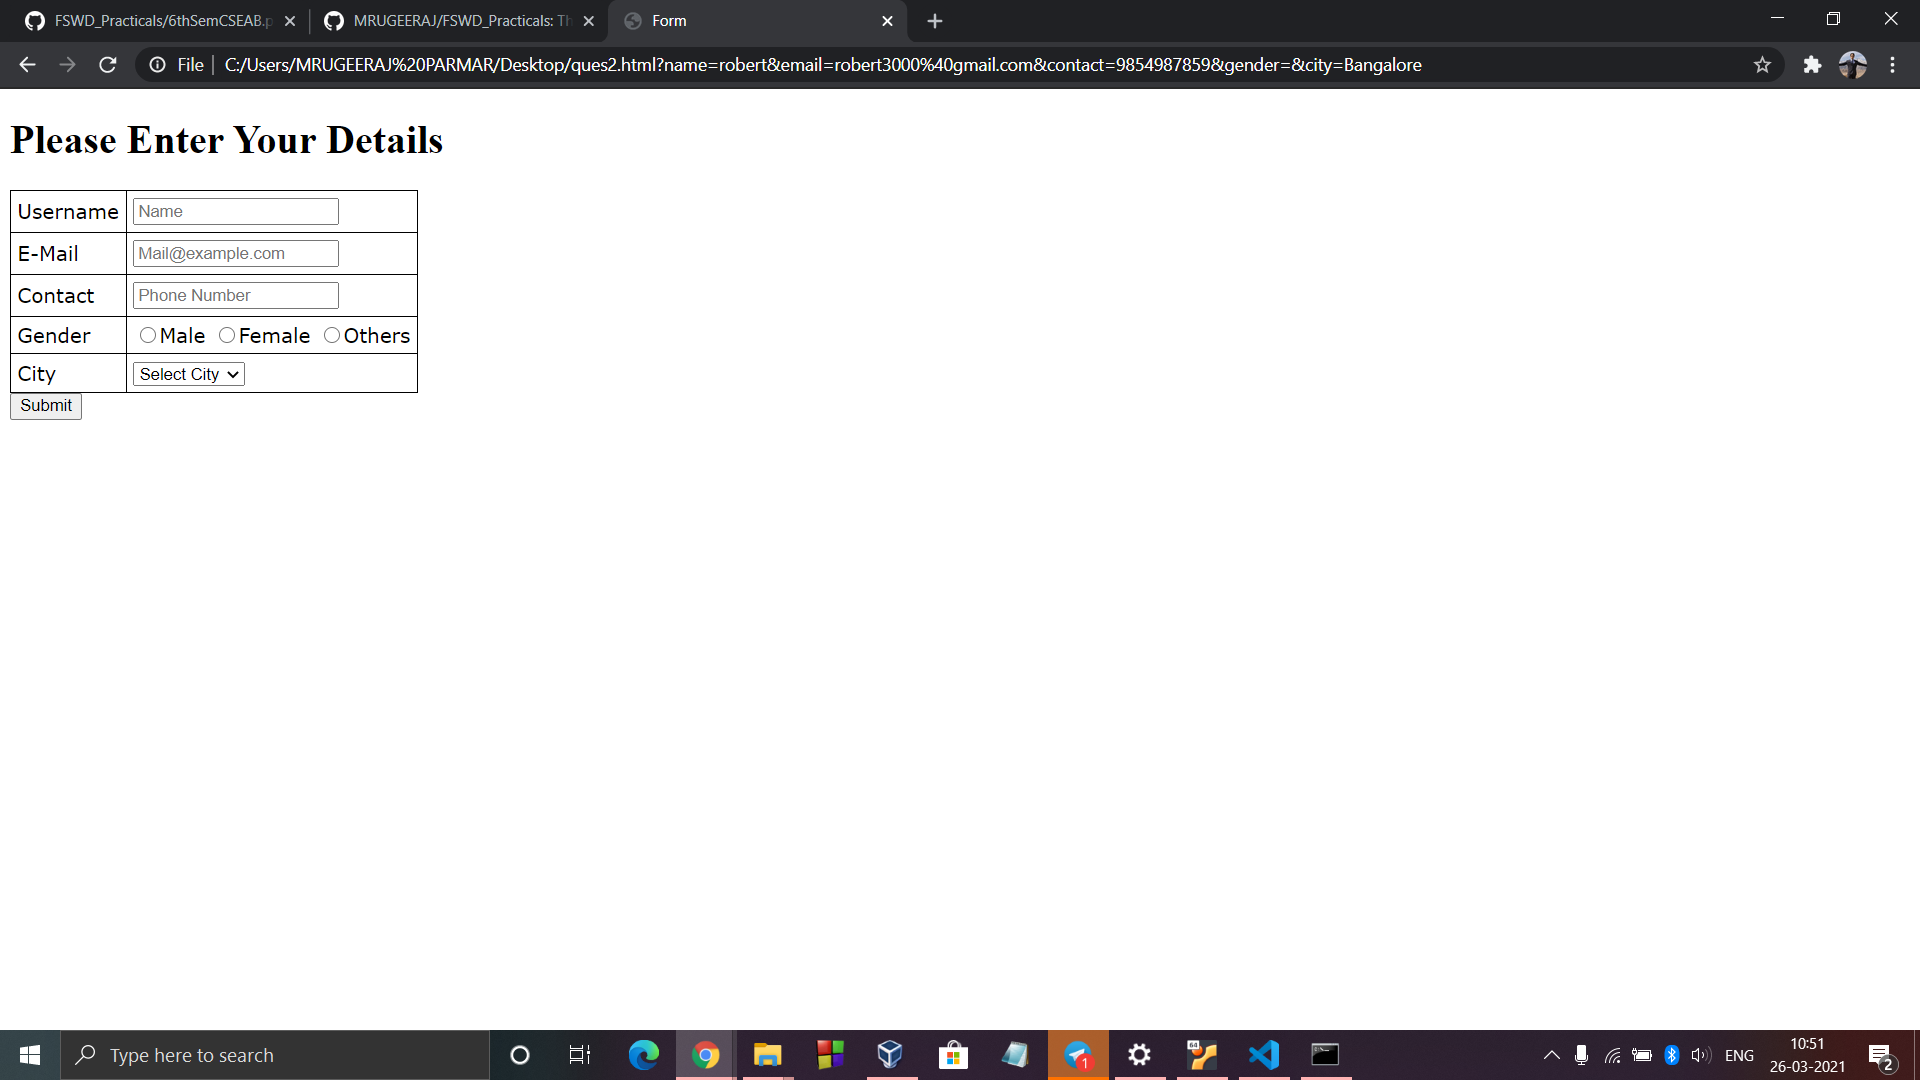 FSWD_Practicals/6thSemCSEAB.p
MRUGEERAJ/FSWD_Practicals: Th
Form
File
C:/Users/MRUGEERAJ%20PARMAR/Desktop/ques2.html?name=robert&email=robert3000%40gmail.com&contact=9854987859&gender=&city=Bangalore
Please Enter Your Details
Username Name
E-Mail Mail@example.com
Contact Phone Number
Gender Male Female Others
City Select City
Submit
Type here to search
1
64
ENG
10:51
26-03-2021
2